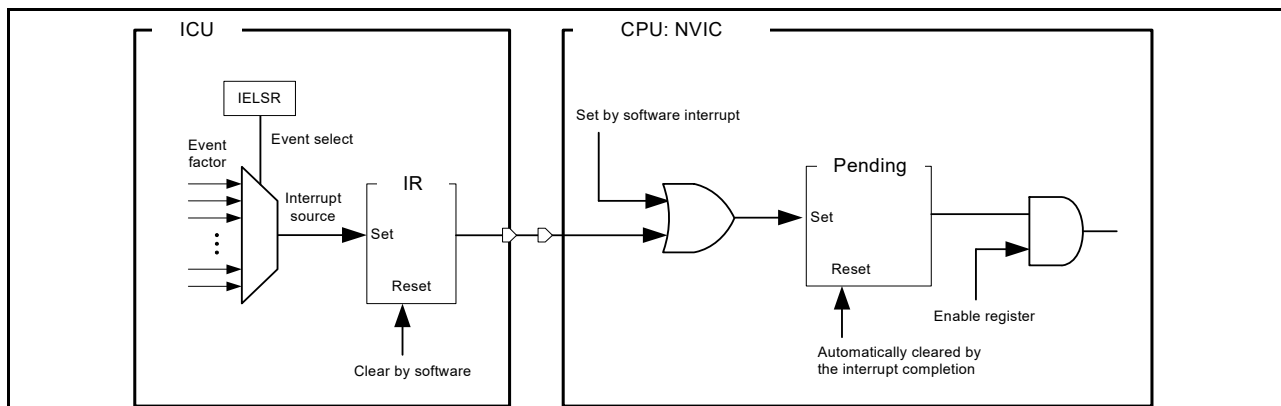 ICU
CPU: NVIC
IELSR
Event select
Event
factor
Interrupt
source
IR
Set
Reset
Clear by software
Set by software interrupt
Pending
Set
Reset
Enable register
Automatically cleared by
the interrupt completion